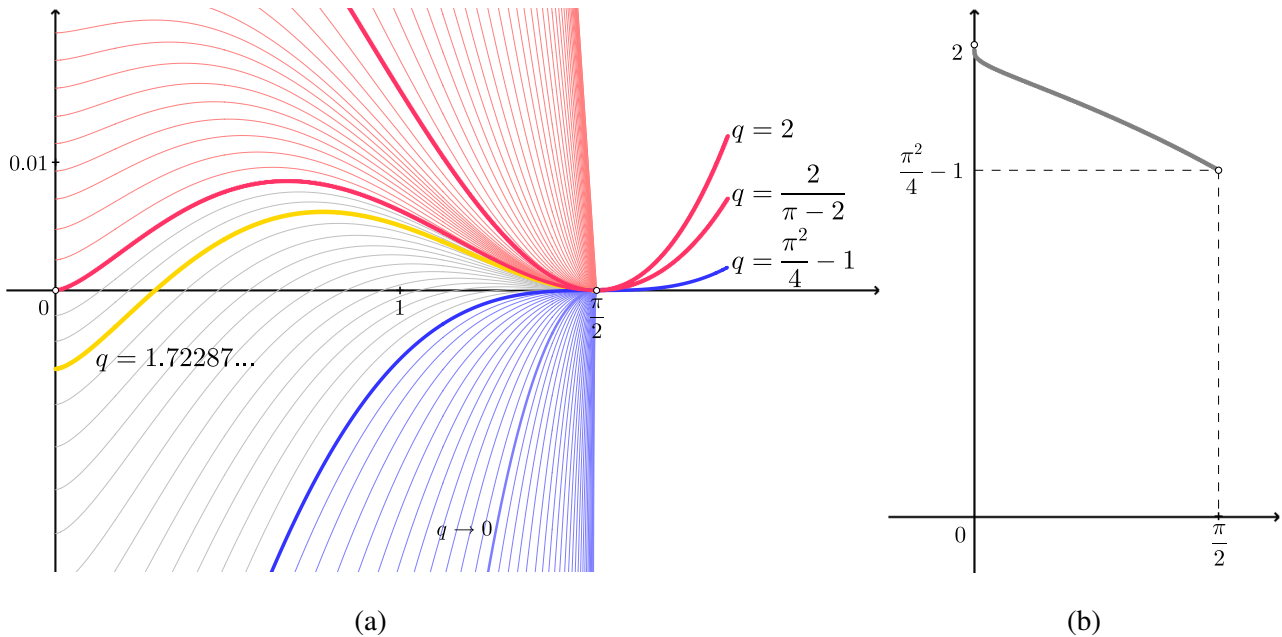 0.01
0
1
π/2
q = 2
q = 2/(π − 2)
q = π²/4 − 1
q = 1.72287...
q → 0
(a)
2
π²/4 − 1
0
π/2
(b)